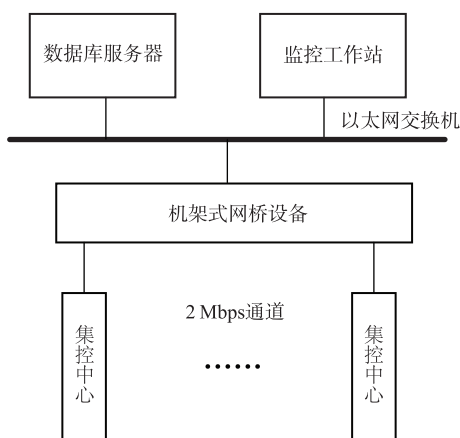 数据库服务器
监控工作站
以太网交换机
机架式网桥设备
2 Mbps通道
集控中心
······
集控中心